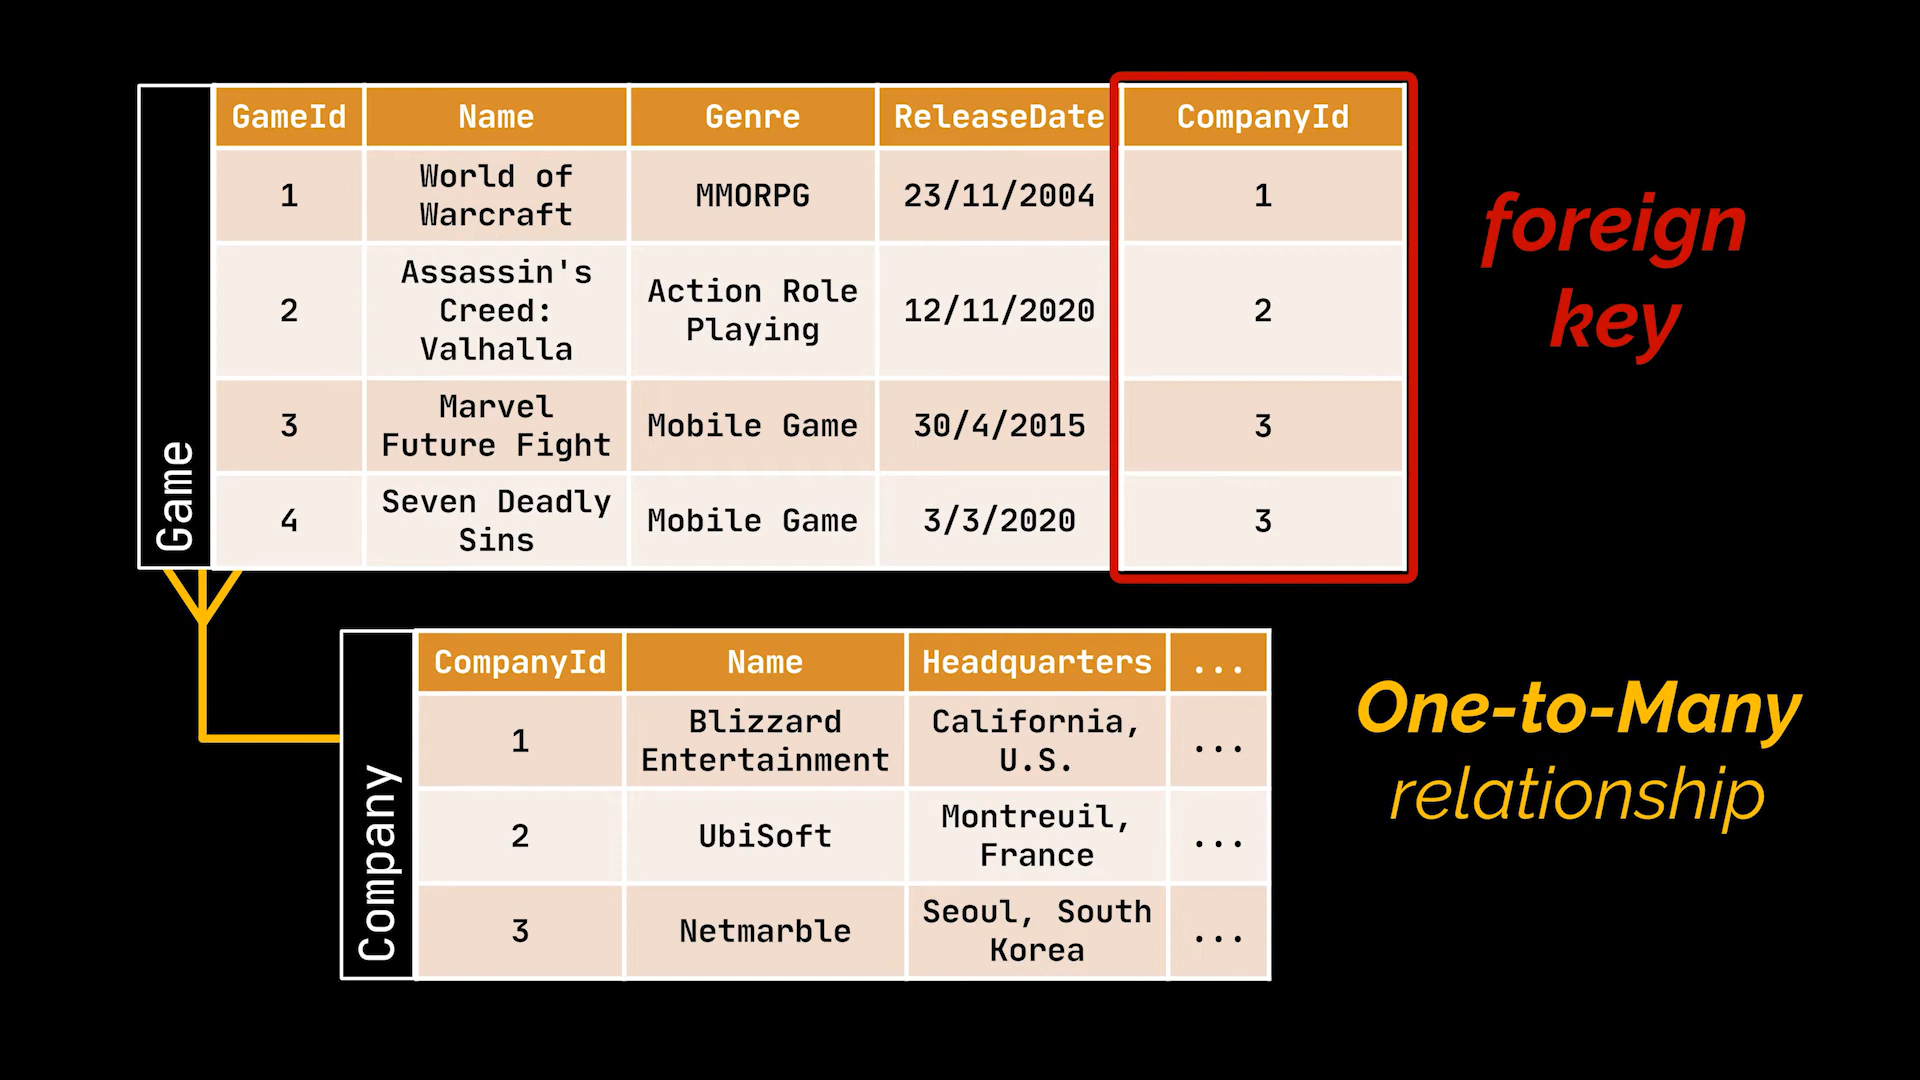 GameId Name Genre ReleaseDate CompanyId
1 World of Warcraft MMORPG 23/11/2004 1
2 Assassin's Creed: Valhalla Action Role Playing 12/11/2020 2
3 Marvel Future Fight Mobile Game 30/4/2015 3
4 Seven Deadly Sins Mobile Game 3/3/2020 3
Game
foreign
key
CompanyId Name Headquarters ...
1 Blizzard Entertainment California, U.S. ...
2 UbiSoft Montreuil, France ...
3 Netmarble Seoul, South Korea ...
Company
One-to-Many
relationship